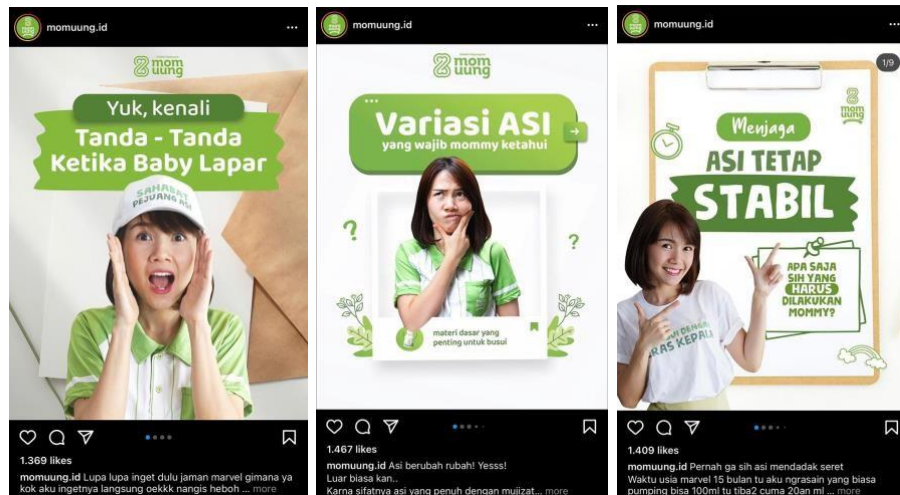 momuung.id
mom
uung
Yuk, kenali
Tanda - Tanda
Ketika Baby Lapar
SAHABAT
PEJUANG ASI
1.369 likes
momuung.id Lupa lupa inget dulu jaman marvel gimana ya
kok aku ingetnya langsung oekkk nangis heboh ... more
momuung.id
mom
uung
Variasi ASI
yang wajib mommy ketahui
?
?
materi dasar yang
penting untuk busui
1.467 likes
momuung.id Asi berubah rubah! Yesss!
Luar biasa kan..
Karna sifatnya asi yang penuh dengan mujizat... more
momuung.id
1/9
mom
uung
Menjaga
ASI TETAP
STABIL
APA SAJA
SIH YANG
HARUS
DILAKUKAN
MOMMY?
KERAS KEPALA
1.409 likes
momuung.id Pernah ga sih asi mendadak seret
Waktu usia marvel 15 bulan tu aku ngrasain yang biasa
pumping bisa 100ml tu tiba2 cuma 20an ml ... more